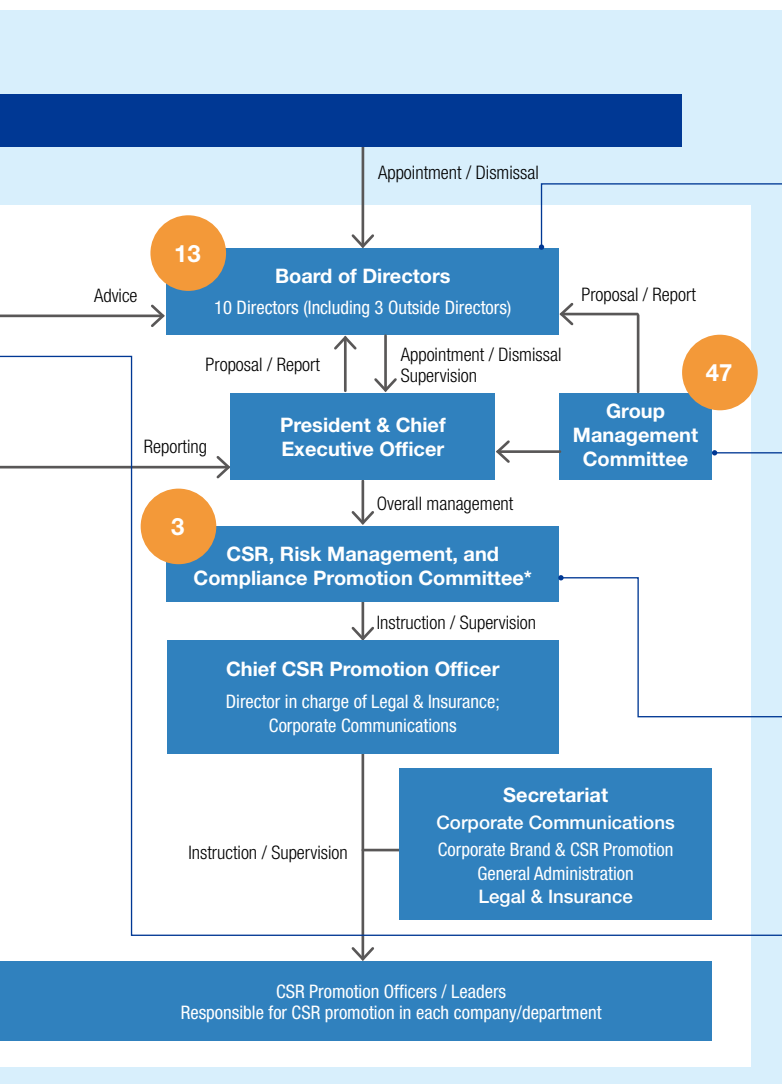 Appointment / Dismissal
13
Board of Directors
10 Directors (Including 3 Outside Directors)
Advice
Proposal / Report
Proposal / Report
Appointment / Dismissal
Supervision
47
Group
Management
Committee
President & Chief
Executive Officer
Reporting
Overall management
3
CSR, Risk Management, and
Compliance Promotion Committee*
Instruction / Supervision
Chief CSR Promotion Officer
Director in charge of Legal & Insurance;
Corporate Communications
Secretariat
Corporate Communications
Corporate Brand & CSR Promotion
General Administration
Legal & Insurance
Instruction / Supervision
CSR Promotion Officers / Leaders
Responsible for CSR promotion in each company/department